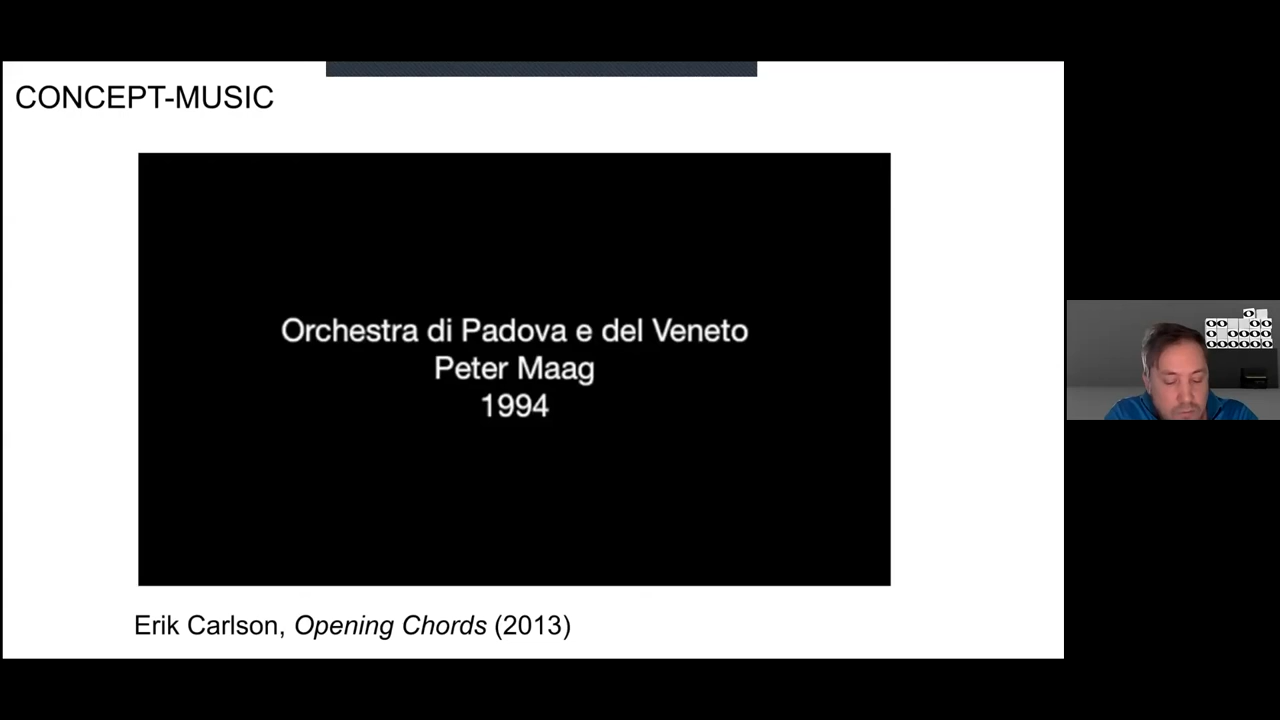 CONCEPT-MUSIC
Orchestra di Padova e del Veneto
Peter Maag
1994
Erik Carlson, Opening Chords (2013)